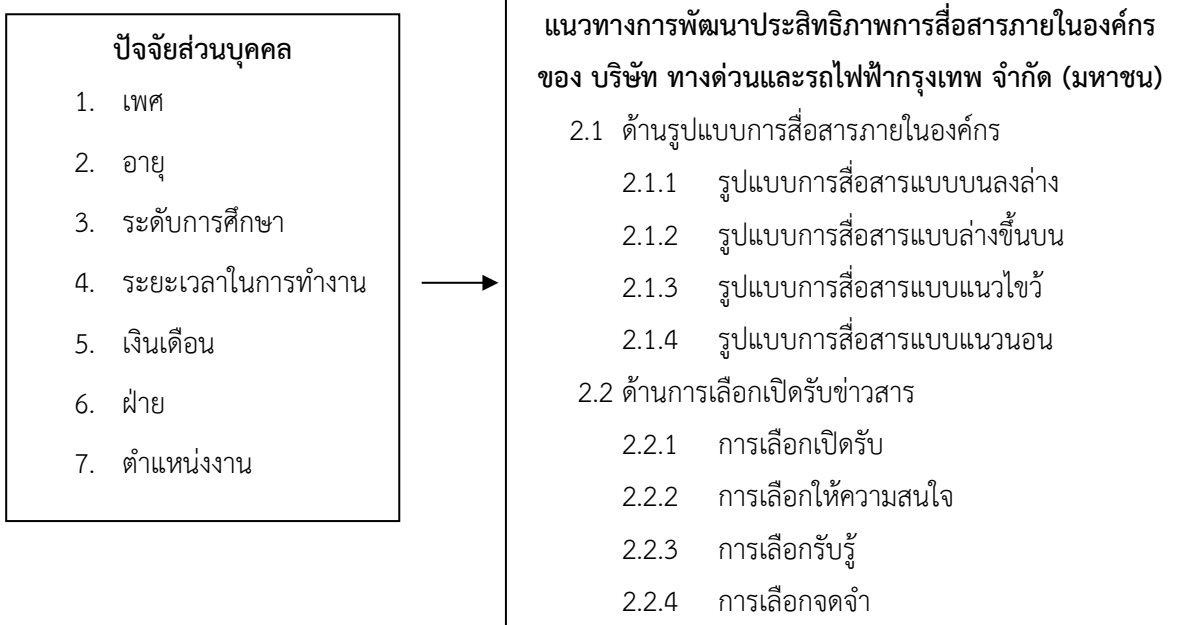 ปัจจัยส่วนบุคคล
1. เพศ
2. อายุ
3. ระดับการศึกษา
4. ระยะเวลาในการทำงาน
5. เงินเดือน
6. ฝ่าย
7. ตำแหน่งงาน
แนวทางการพัฒนาประสิทธิภาพการสื่อสารภายในองค์กร
ของ บริษัท ทางด่วนและรถไฟฟ้ากรุงเทพ จำกัด (มหาชน)
2.1 ด้านรูปแบบการสื่อสารภายในองค์กร
2.1.1 รูปแบบการสื่อสารแบบบนลงล่าง
2.1.2 รูปแบบการสื่อสารแบบล่างขึ้นบน
2.1.3 รูปแบบการสื่อสารแบบแนวไขว้
2.1.4 รูปแบบการสื่อสารแบบแนวนอน
2.2 ด้านการเลือกเปิดรับข่าวสาร
2.2.1 การเลือกเปิดรับ
2.2.2 การเลือกให้ความสนใจ
2.2.3 การเลือกรับรู้
2.2.4 การเลือกจดจำ